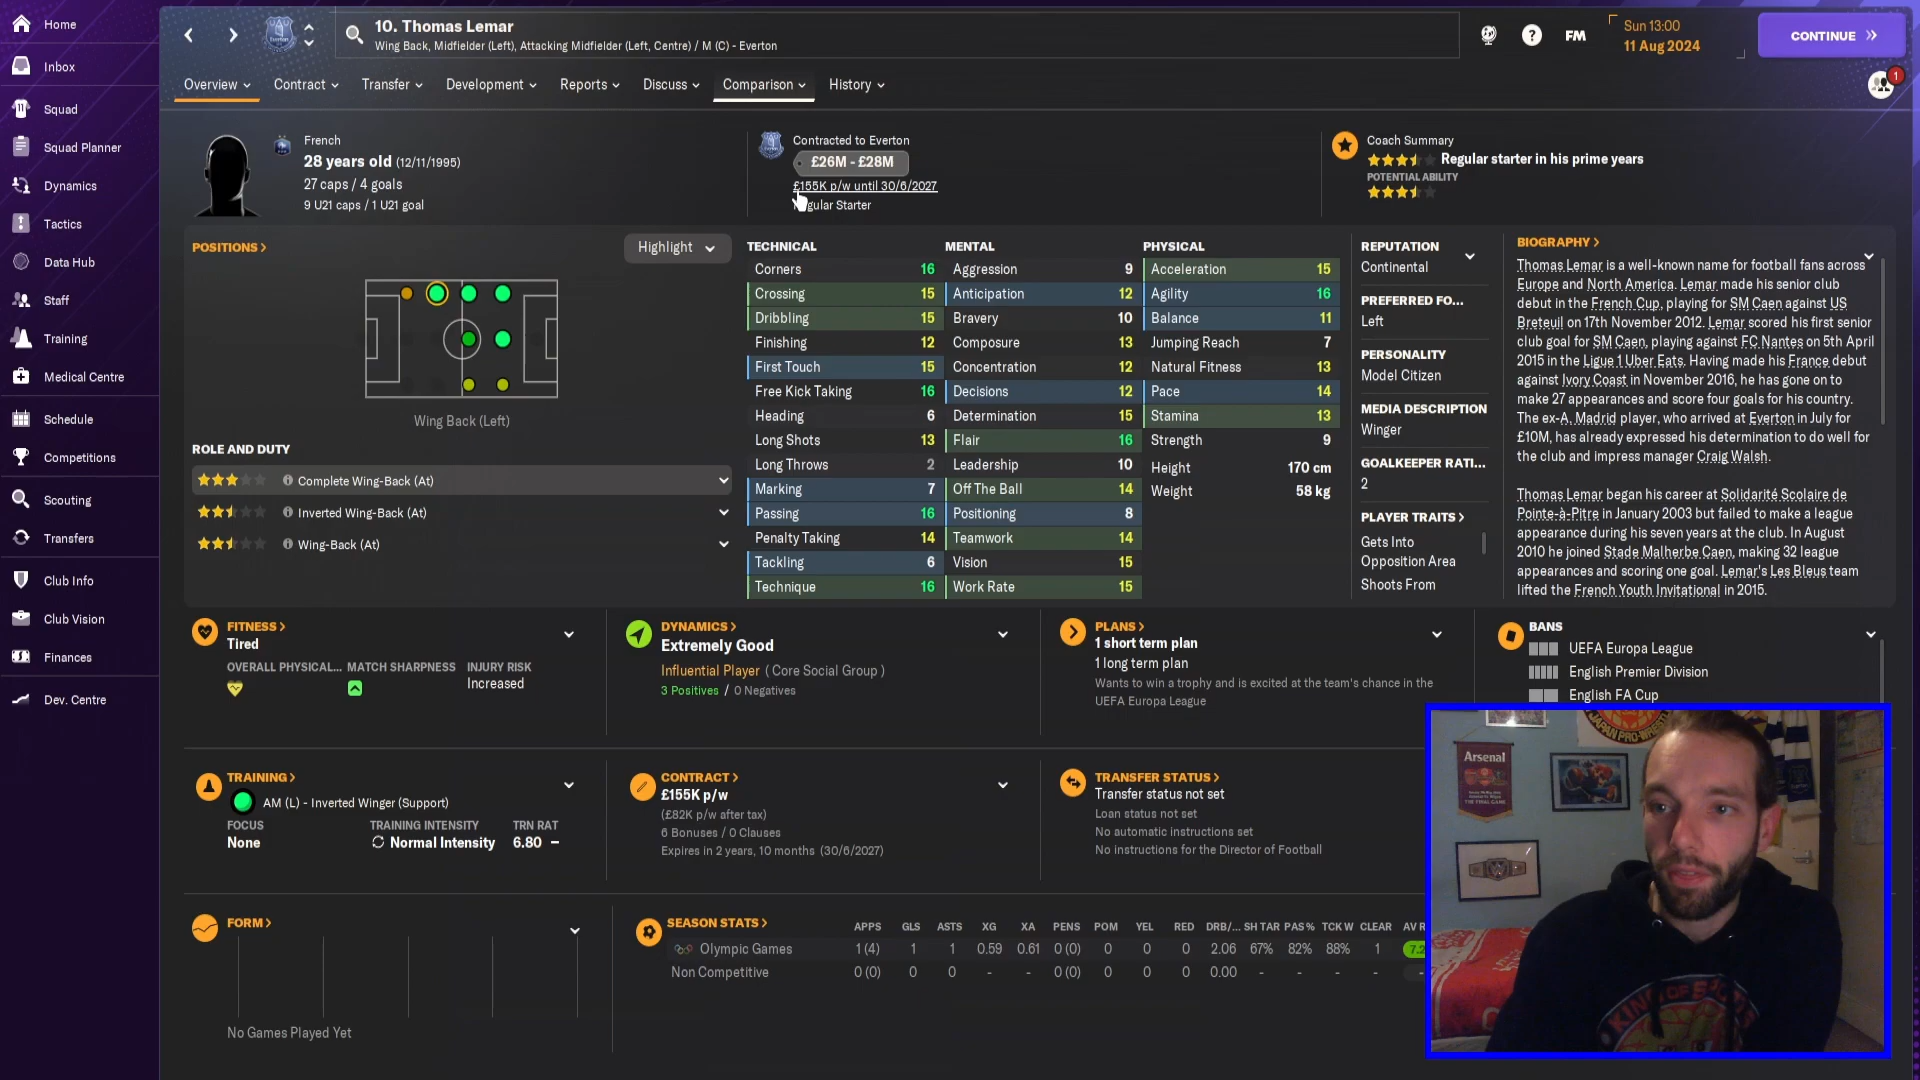 Home
Inbox
Squad
Squad Planner
Dynamics
Tactics
Data Hub
Staff
Training
Medical Centre
Schedule
Competitions
Scouting
Transfers
Club Info
Club Vision
Finances
Dev. Centre
10. Thomas Lemar
Wing Back, Midfielder (Left), Attacking Midfielder (Left, Centre) / M (C) - Everton
?
FM
Sun 13:00
11 Aug 2024
CONTINUE
1
Overview
Contract
Transfer
Development
Reports
Discuss
Comparison
History
French
28 years old (12/11/1995)
27 caps / 4 goals
9 U21 caps / 1 U21 goal
Contracted to Everton
£26M - £28M
£155K p/w until 30/6/2027
gular Starter
Coach Summary
Regular starter in his prime years
POTENTIAL ABILITY
POSITIONS >
Highlight
Wing Back (Left)
ROLE AND DUTY
Complete Wing-Back (At)
Inverted Wing-Back (At)
Wing-Back (At)
TECHNICAL
Corners 16
Crossing 15
Dribbling 15
Finishing 12
First Touch 15
Free Kick Taking 16
Heading 6
Long Shots 13
Long Throws 2
Marking 7
Passing 16
Penalty Taking 14
Tackling 6
Technique 16
MENTAL
Aggression 9
Anticipation 12
Bravery 10
Composure 13
Concentration 12
Decisions 12
Determination 15
Flair 16
Leadership 10
Off The Ball 14
Positioning 8
Teamwork 14
Vision 15
Work Rate 15
PHYSICAL
Acceleration 15
Agility 16
Balance 11
Jumping Reach 7
Natural Fitness 13
Pace 14
Stamina 13
Strength 9
Height 170 cm
Weight 58 kg
REPUTATION
Continental
PREFERRED FO...
Left
PERSONALITY
Model Citizen
MEDIA DESCRIPTION
Winger
GOALKEEPER RATI...
2
PLAYER TRAITS >
Gets Into
Opposition Area
Shoots From
BIOGRAPHY >
Thomas Lemar is a well-known name for football fans across
Europe and North America. Lemar made his senior club
debut in the French Cup, playing for SM Caen against US
Breteuil on 17th November 2012. Lemar scored his first senior
club goal for SM Caen, playing against FC Nantes on 5th April
2015 in the Ligue 1 Uber Eats. Having made his France debut
against Ivory Coast in November 2016, he has gone on to
make 27 appearances and score four goals for his country.
The ex-A. Madrid player, who arrived at Everton in July for
£10M, has already expressed his determination to do well for
the club and impress manager Craig Walsh.
Thomas Lemar began his career at Solidarité Scolaire de
Pointe-à-Pitre in January 2003 but failed to make a league
appearance during his seven years at the club. In August
2010 he joined Stade Malherbe Caen, making 32 league
appearances and scoring one goal. Lemar's Les Bleus team
lifted the French Youth Invitational in 2015.
FITNESS >
Tired
OVERALL PHYSICAL... MATCH SHARPNESS INJURY RISK
Increased
DYNAMICS >
Extremely Good
Influential Player ( Core Social Group )
3 Positives / 0 Negatives
PLANS >
1 short term plan
1 long term plan
Wants to win a trophy and is excited at the team's chance in the
UEFA Europa League
BANS
UEFA Europa League
English Premier Division
English FA Cup
TRAINING >
AM (L) - Inverted Winger (Support)
FOCUS TRAINING INTENSITY TRN RAT
None Normal Intensity 6.80 –
CONTRACT >
£155K p/w
(£82K p/w after tax)
6 Bonuses / 0 Clauses
Expires in 2 years, 10 months (30/6/2027)
TRANSFER STATUS >
Transfer status not set
Loan status not set
No automatic instructions set
No instructions for the Director of Football
FORM >
No Games Played Yet
SEASON STATS > APPS GLS ASTS XG XA PENS POM YEL RED DRB/... SH TAR PAS % TCK W CLEAR AV R
Olympic Games 1 (4) 1 1 0.59 0.61 0 (0) 0 0 0 2.06 67% 82% 88% 1 7.2
Non Competitive 0 (0) 0 0 - - 0 (0) 0 0 0 0.00 - - - - -
Arsenal
JAPAN PRO-WREST